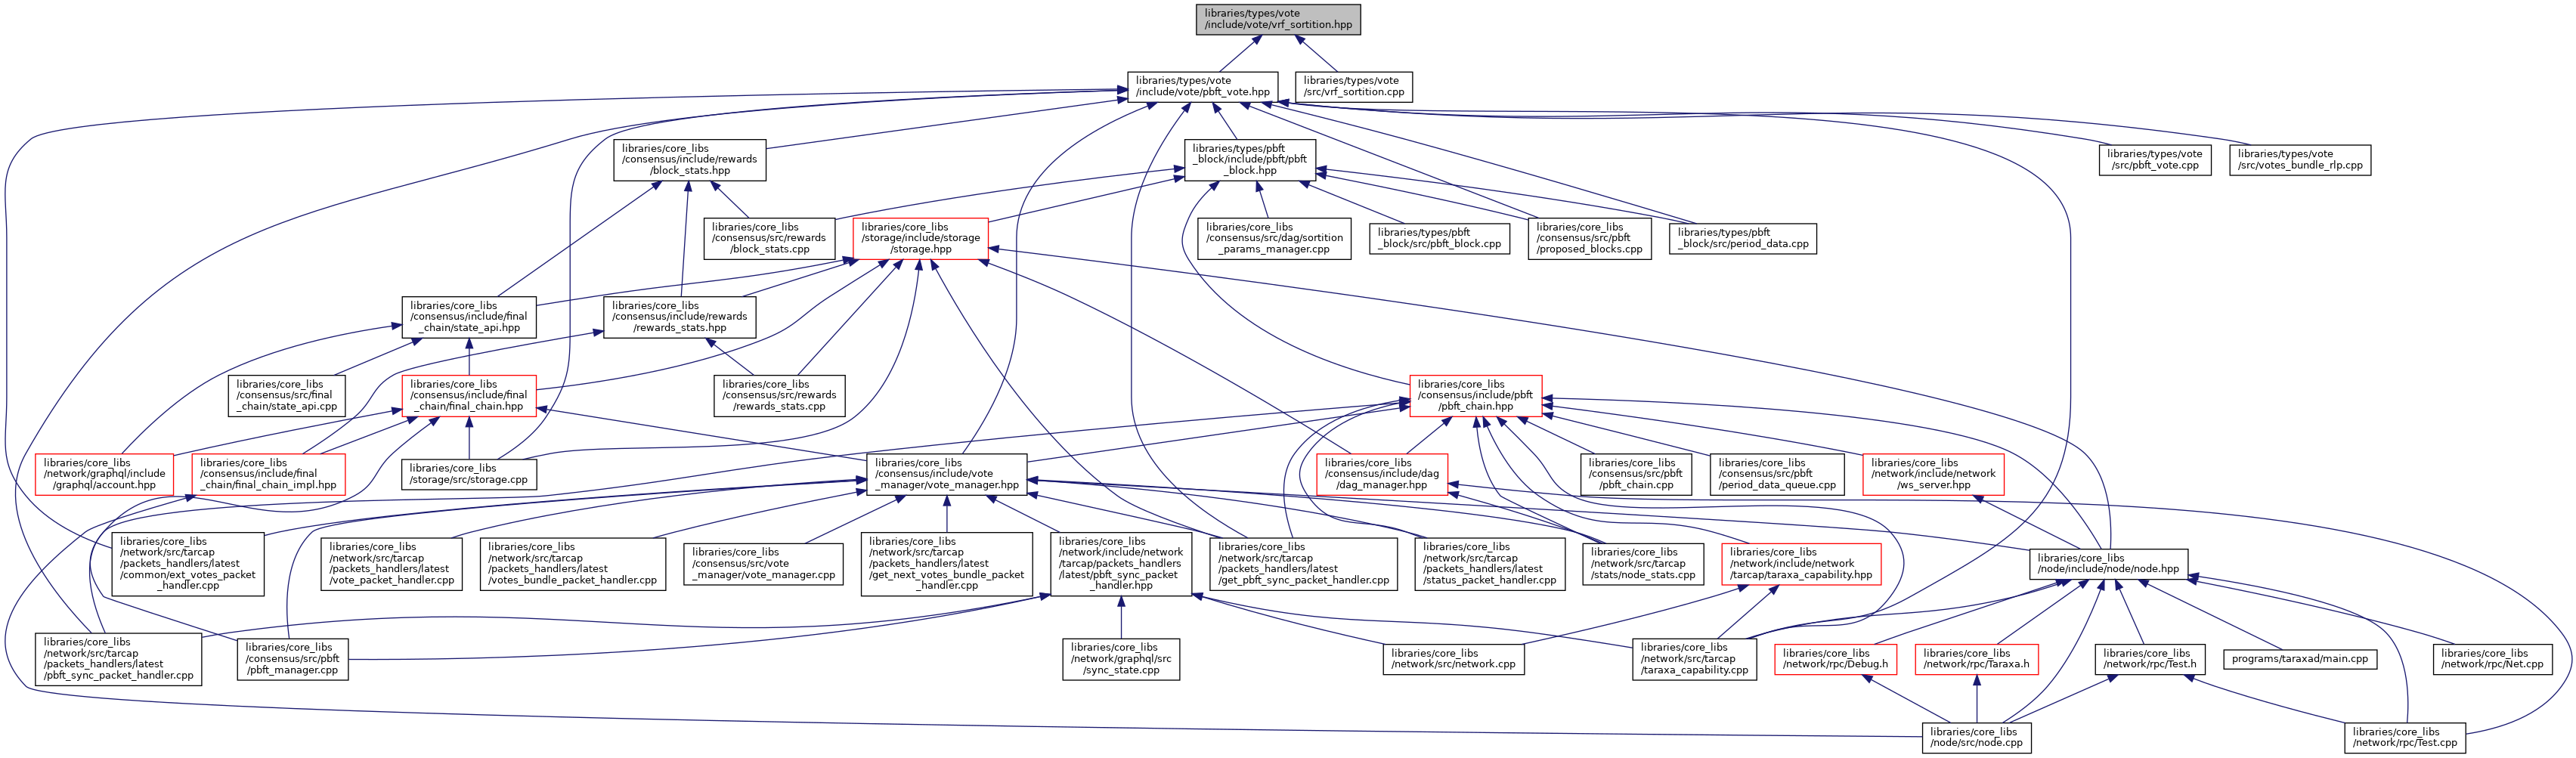 libraries/types/vote
/include/vote/vrf_sortition.hpp
libraries/types/vote
/include/vote/pbft_vote.hpp
libraries/types/vote
/src/vrf_sortition.cpp
libraries/core_libs
/consensus/include/rewards
/block_stats.hpp
libraries/types/pbft
_block/include/pbft/pbft
_block.hpp
libraries/types/vote
/src/pbft_vote.cpp
libraries/types/vote
/src/votes_bundle_rlp.cpp
libraries/core_libs
/consensus/src/rewards
/block_stats.cpp
libraries/core_libs
/storage/include/storage
/storage.hpp
libraries/core_libs
/consensus/src/dag/sortition
_params_manager.cpp
libraries/types/pbft
_block/src/pbft_block.cpp
libraries/core_libs
/consensus/src/pbft
/proposed_blocks.cpp
libraries/types/pbft
_block/src/period_data.cpp
libraries/core_libs
/consensus/include/final
_chain/state_api.hpp
libraries/core_libs
/consensus/include/rewards
/rewards_stats.hpp
libraries/core_libs
/consensus/src/final
_chain/state_api.cpp
libraries/core_libs
/consensus/include/final
_chain/final_chain.hpp
libraries/core_libs
/consensus/src/rewards
/rewards_stats.cpp
libraries/core_libs
/consensus/include/pbft
/pbft_chain.hpp
libraries/core_libs
/network/graphql/include
/graphql/account.hpp
libraries/core_libs
/consensus/include/final
_chain/final_chain_impl.hpp
libraries/core_libs
/storage/src/storage.cpp
libraries/core_libs
/consensus/include/vote
_manager/vote_manager.hpp
libraries/core_libs
/consensus/include/dag
/dag_manager.hpp
libraries/core_libs
/consensus/src/pbft
/pbft_chain.cpp
libraries/core_libs
/consensus/src/pbft
/period_data_queue.cpp
libraries/core_libs
/network/include/network
/ws_server.hpp
libraries/core_libs
/network/src/tarcap
/packets_handlers/latest
/common/ext_votes_packet
_handler.cpp
libraries/core_libs
/network/src/tarcap
/packets_handlers/latest
/vote_packet_handler.cpp
libraries/core_libs
/network/src/tarcap
/packets_handlers/latest
/votes_bundle_packet_handler.cpp
libraries/core_libs
/consensus/src/vote
_manager/vote_manager.cpp
libraries/core_libs
/network/src/tarcap
/packets_handlers/latest
/get_next_votes_bundle_packet
_handler.cpp
libraries/core_libs
/network/include/network
/tarcap/packets_handlers
/latest/pbft_sync_packet
_handler.hpp
libraries/core_libs
/network/src/tarcap
/packets_handlers/latest
/get_pbft_sync_packet_handler.cpp
libraries/core_libs
/network/src/tarcap
/packets_handlers/latest
/status_packet_handler.cpp
libraries/core_libs
/network/src/tarcap
/stats/node_stats.cpp
libraries/core_libs
/network/include/network
/tarcap/taraxa_capability.hpp
libraries/core_libs
/node/include/node/node.hpp
libraries/core_libs
/network/src/tarcap
/packets_handlers/latest
/pbft_sync_packet_handler.cpp
libraries/core_libs
/consensus/src/pbft
/pbft_manager.cpp
libraries/core_libs
/network/graphql/src
/sync_state.cpp
libraries/core_libs
/network/src/network.cpp
libraries/core_libs
/network/src/tarcap
/taraxa_capability.cpp
libraries/core_libs
/network/rpc/Debug.h
libraries/core_libs
/network/rpc/Taraxa.h
libraries/core_libs
/network/rpc/Test.h
programs/taraxad/main.cpp
libraries/core_libs
/network/rpc/Net.cpp
libraries/core_libs
/node/src/node.cpp
libraries/core_libs
/network/rpc/Test.cpp